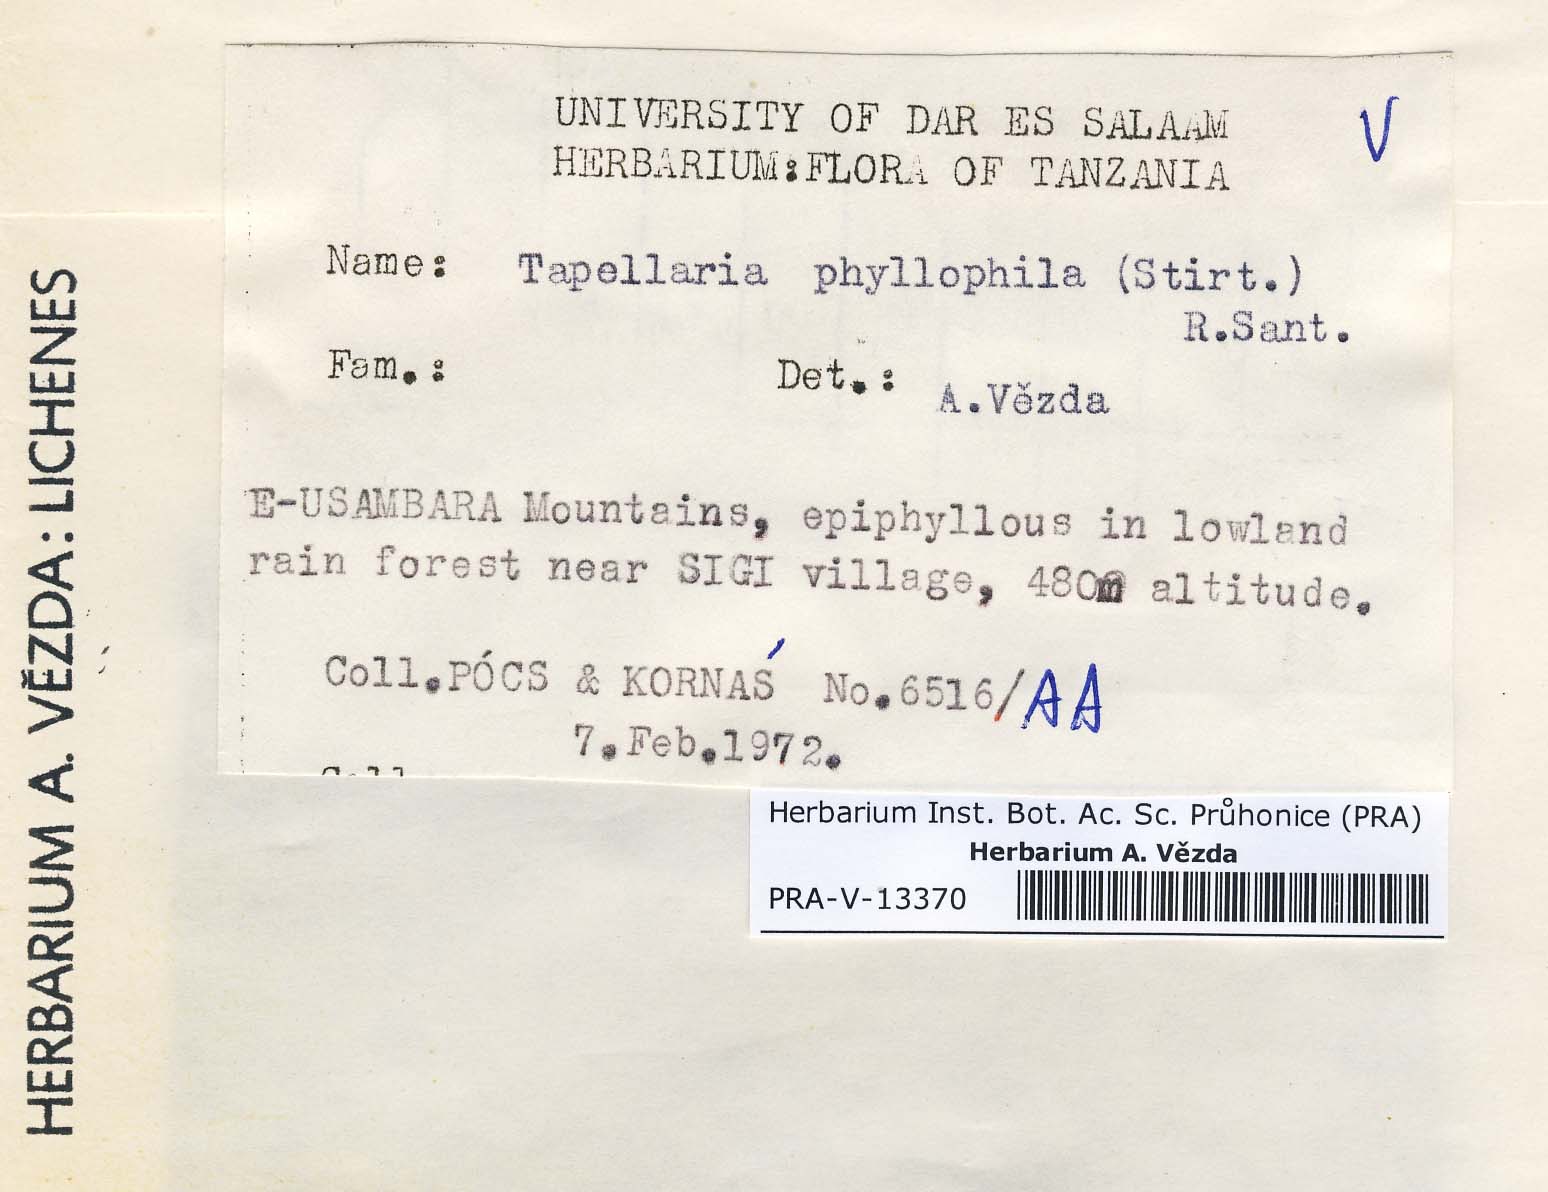 HERBARIUM A. VĚZDA: LICHENES
UNIVERSITY OF DAR ES SALAAM
V
HERBARIUM:FLORA OF TANZANIA
Name: Tapellaria phyllophila (Stirt.)
R.Sant.
Fam.: Det.: A.Vězda
E-USAMBARA Mountains, epiphyllous in lowland
rain forest near SIGI village, 480m altitude.
Coll.PÓCS & KORNAŚ No.6516/AA
7.Feb.1972.
Herbarium Inst. Bot. Ac. Sc. Průhonice (PRA)
Herbarium A. Vězda
PRA-V-13370